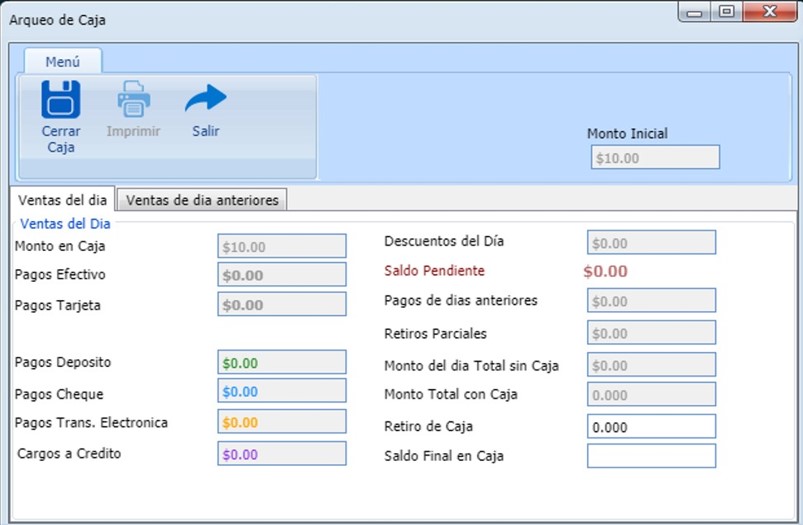 Arqueo de Caja
Menú
Cerrar Caja
Imprimir
Salir
Monto Inicial
$10.00
Ventas del dia
Ventas de dia anteriores
Ventas del Dia
Monto en Caja $10.00
Pagos Efectivo $0.00
Pagos Tarjeta $0.00
Pagos Deposito $0.00
Pagos Cheque $0.00
Pagos Trans. Electronica $0.00
Cargos a Credito $0.00
Descuentos del Día $0.00
Saldo Pendiente $0.00
Pagos de dias anteriores $0.00
Retiros Parciales $0.00
Monto del dia Total sin Caja $0.00
Monto Total con Caja 0.000
Retiro de Caja 0.000
Saldo Final en Caja